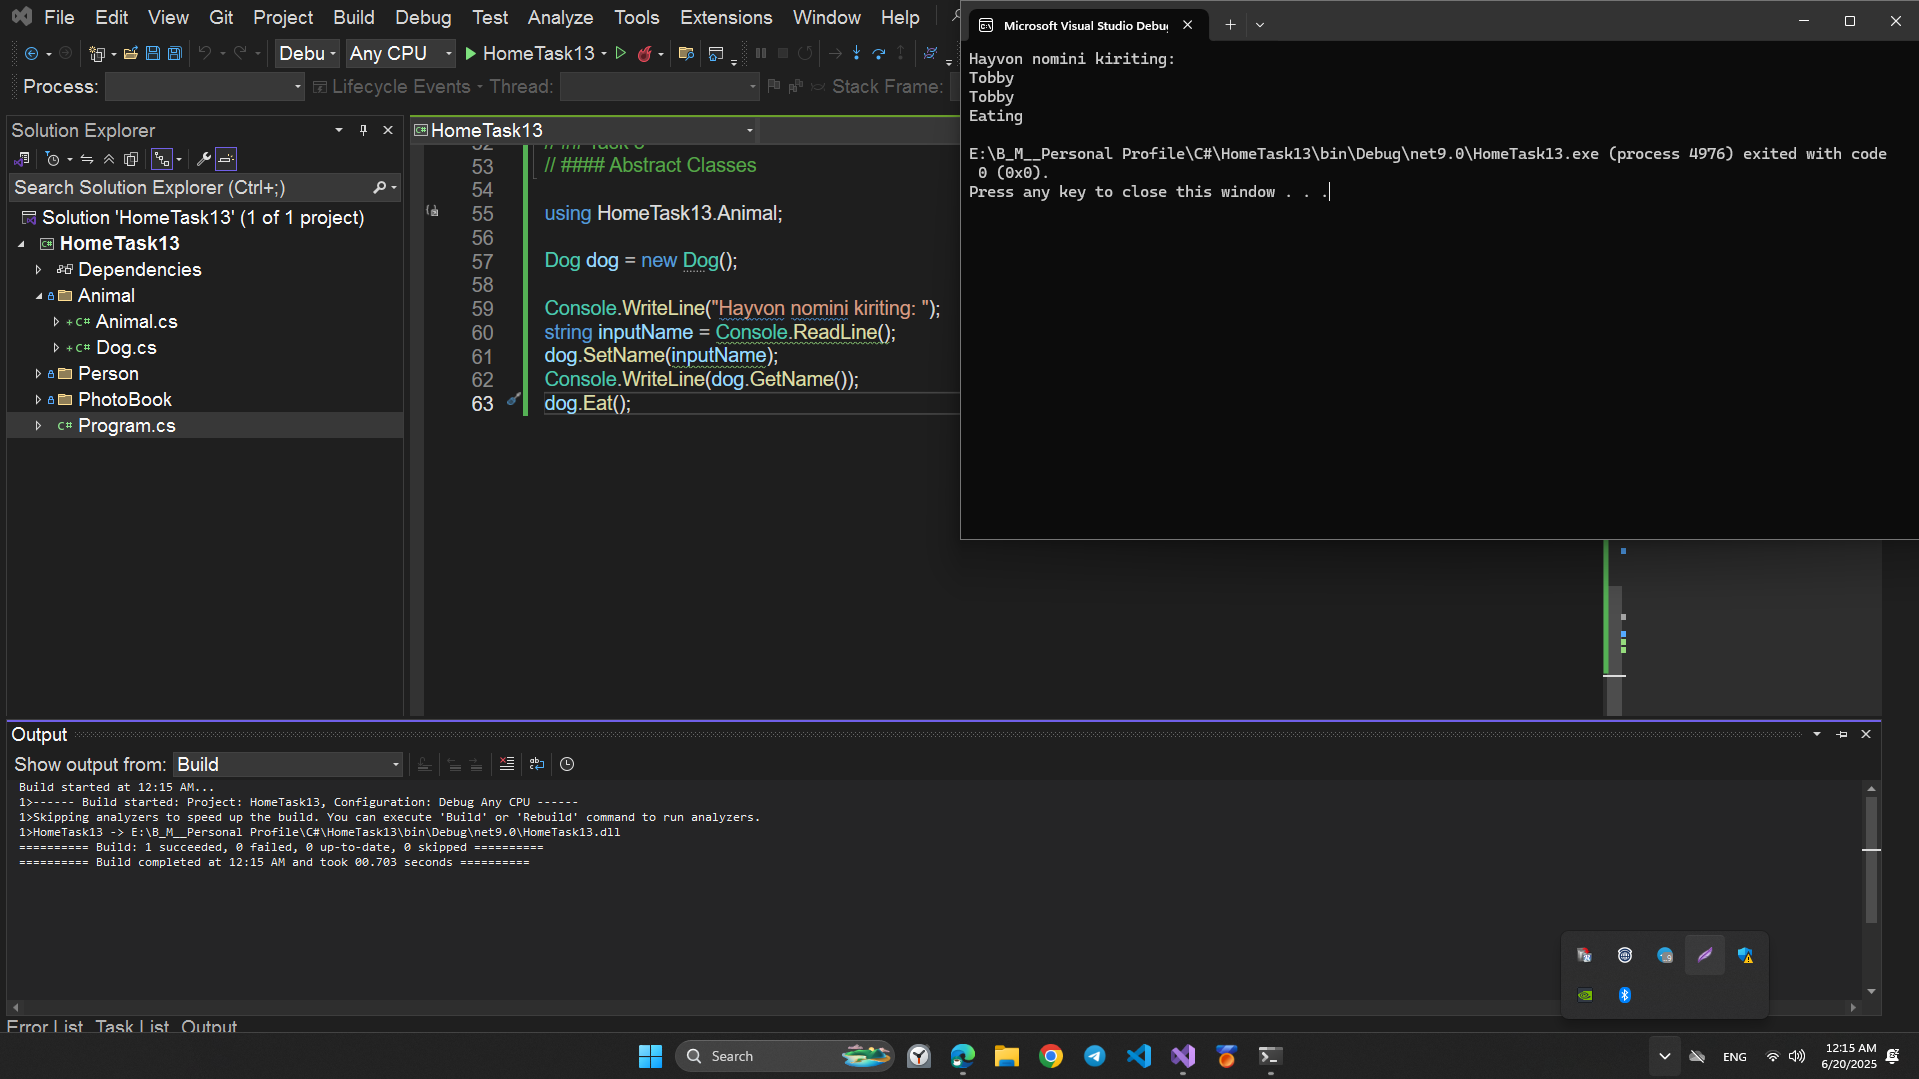 File Edit View Git Project Build Debug Test Analyze Tools Extensions Window Help
Debu Any CPU HomeTask13
Process: Lifecycle Events Thread: Stack Frame:
Solution Explorer
Search Solution Explorer (Ctrl+;)
Solution 'HomeTask13' (1 of 1 project)
HomeTask13
Dependencies
Animal
Animal.cs
Dog.cs
Person
PhotoBook
Program.cs
HomeTask13
53 // #### Abstract Classes
54
55 using HomeTask13.Animal;
56
57 Dog dog = new Dog();
58
59 Console.WriteLine("Hayvon nomini kiriting: ");
60 string inputName = Console.ReadLine();
61 dog.SetName(inputName);
62 Console.WriteLine(dog.GetName());
63 dog.Eat();
Microsoft Visual Studio Debug
Hayvon nomini kiriting:
Tobby
Tobby
Eating
E:\B_M__Personal Profile\C#\HomeTask13\bin\Debug\net9.0\HomeTask13.exe (process 4976) exited with code
0 (0x0).
Press any key to close this window . . .
Output
Show output from: Build
Build started at 12:15 AM...
1>------ Build started: Project: HomeTask13, Configuration: Debug Any CPU ------
1>Skipping analyzers to speed up the build. You can execute 'Build' or 'Rebuild' command to run analyzers.
1>HomeTask13 -> E:\B_M__Personal Profile\C#\HomeTask13\bin\Debug\net9.0\HomeTask13.dll
========== Build: 1 succeeded, 0 failed, 0 up-to-date, 0 skipped ==========
========== Build completed at 12:15 AM and took 00.703 seconds ==========
Error List Task List Output
Search
ENG
12:15 AM
6/20/2025